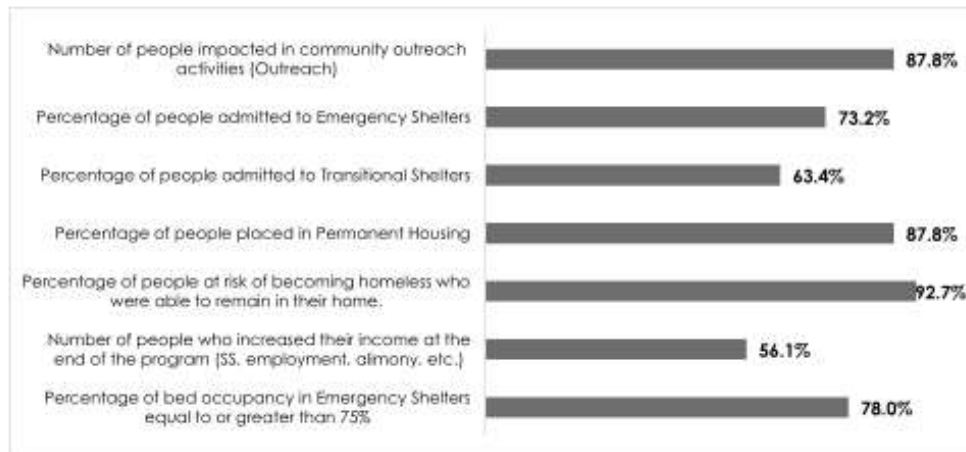 Number of people impacted in community outreach
activities (Outreach)
87.8%
Percentage of people admitted to Emergency Shelters
73.2%
Percentage of people admitted to Transitional Shelters
63.4%
Percentage of people placed in Permanent Housing
87.8%
Percentage of people at risk of becoming homeless who
were able to remain in their home.
92.7%
Number of people who increased their income at the
end of the program (SS, employment, alimony, etc.)
56.1%
Percentage of bed occupancy in Emergency Shelters
equal to or greater than 75%
78.0%